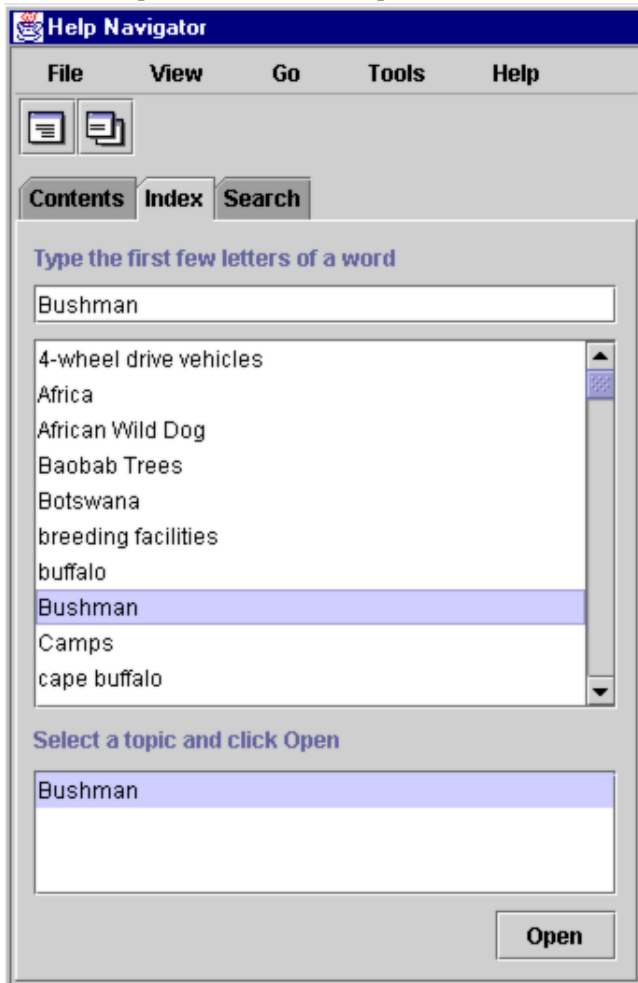 Help Navigator
File View Go Tools Help
Contents Index Search
Type the first few letters of a word
Bushman
4-wheel drive vehicles
Africa
African Wild Dog
Baobab Trees
Botswana
breeding facilities
buffalo
Bushman
Camps
cape buffalo
Select a topic and click Open
Bushman
Open